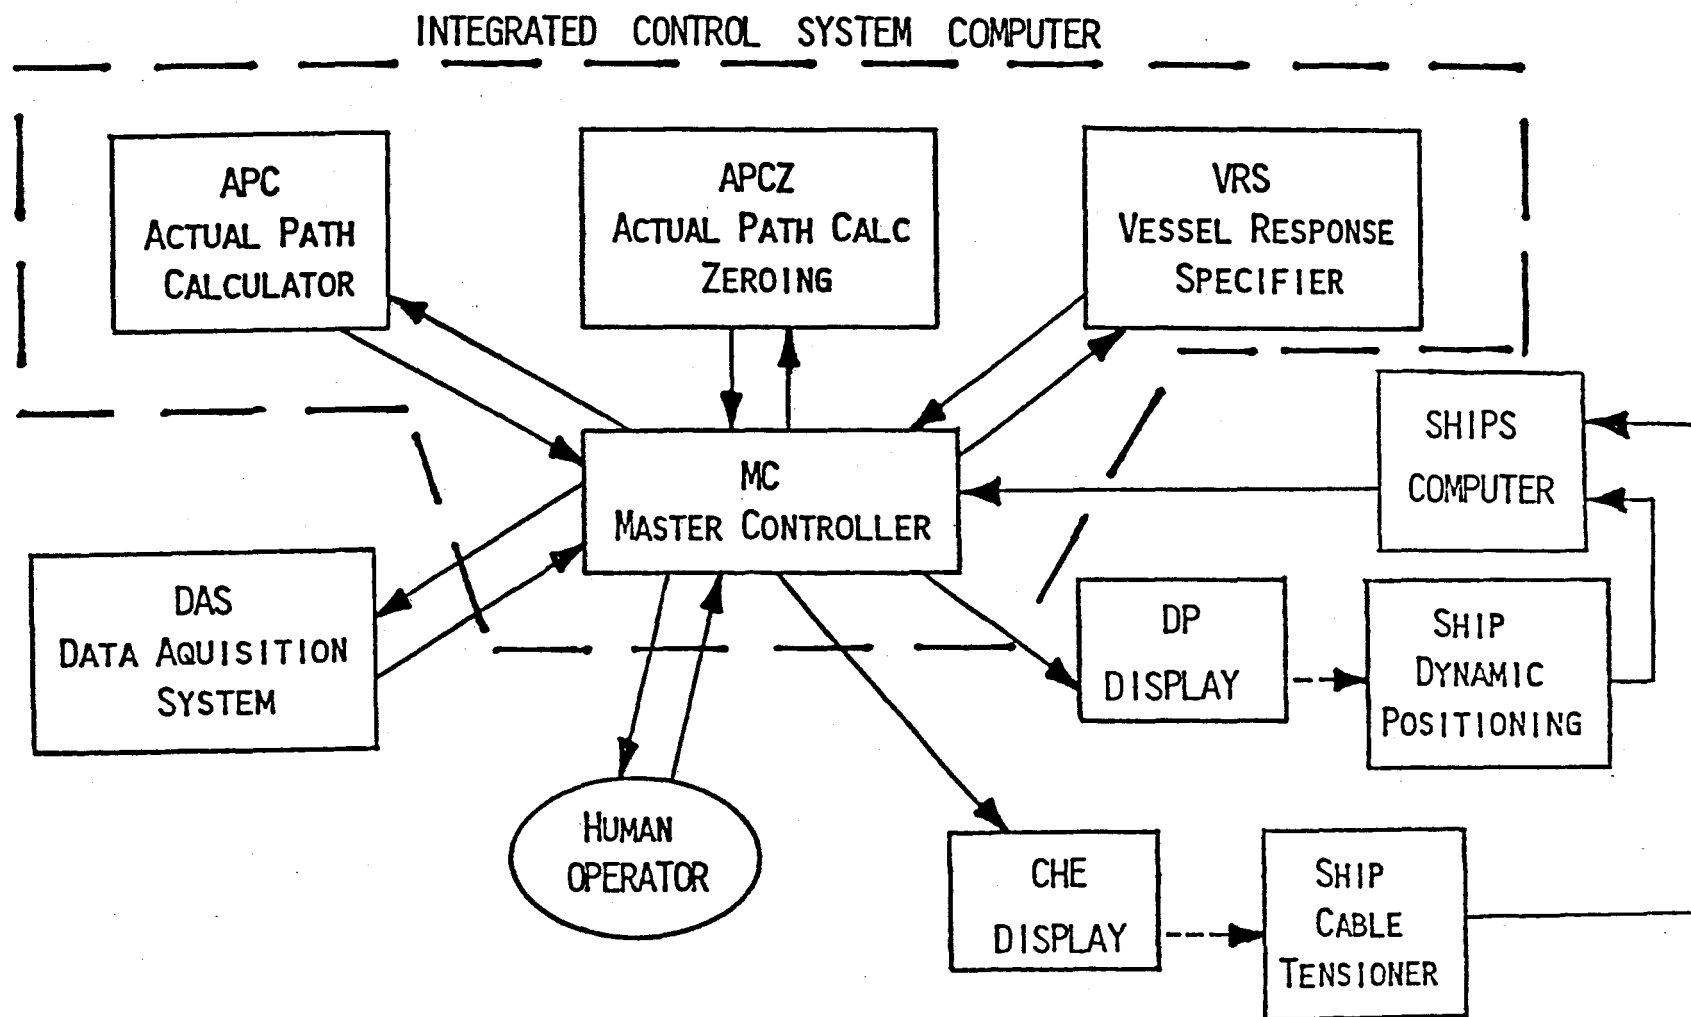 INTEGRATED CONTROL SYSTEM COMPUTER
APC
ACTUAL PATH
CALCULATOR
APCZ
ACTUAL PATH CALC
ZEROING
VRS
VESSEL RESPONSE
SPECIFIER
MC
MASTER CONTROLLER
SHIPS
COMPUTER
DAS
DATA AQUISITION
SYSTEM
DP
DISPLAY
SHIP
DYNAMIC
POSITIONING
HUMAN
OPERATOR
CHE
DISPLAY
SHIP
CABLE
TENSIONER